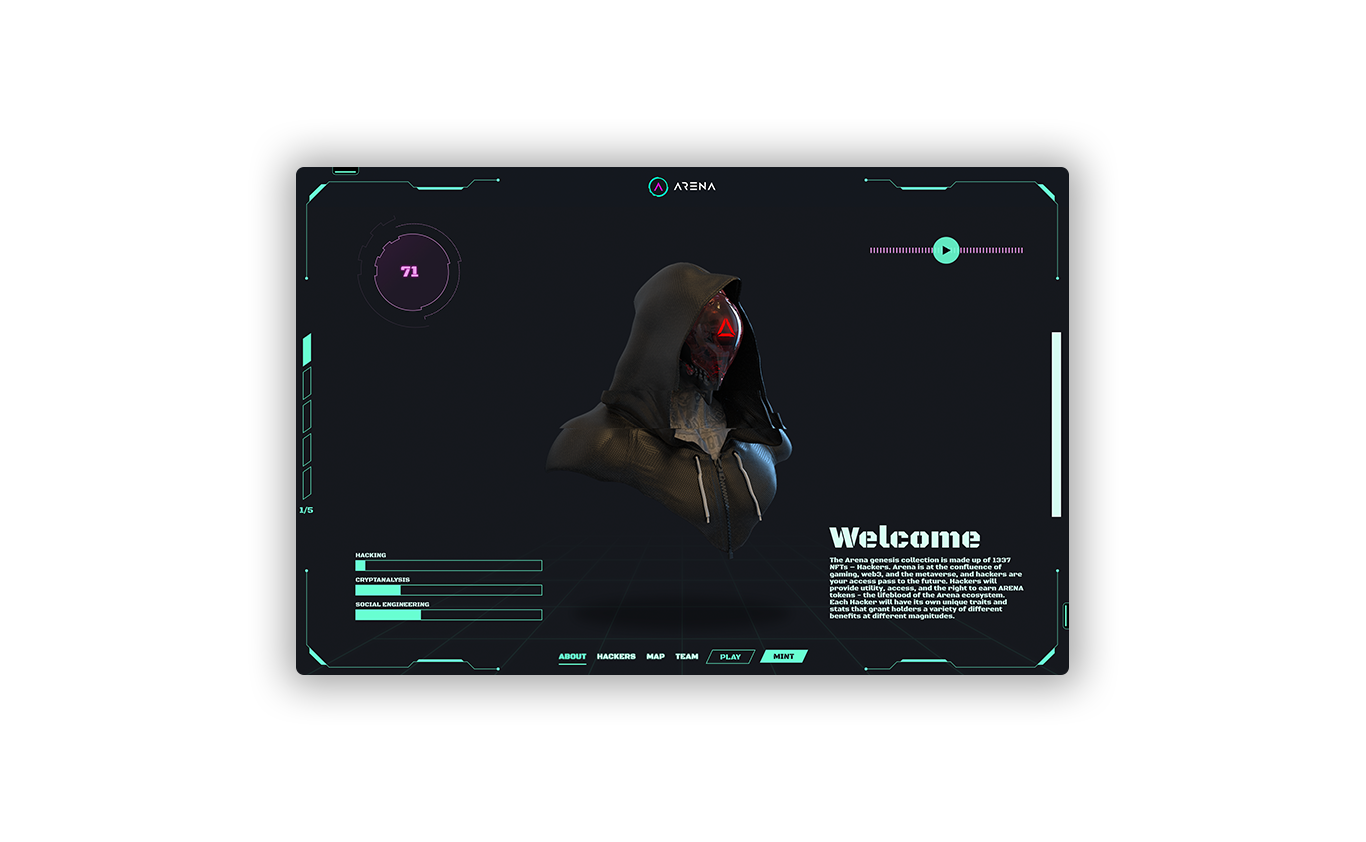 ARENA
71
1/5
HACKING
CRYPTANALYSIS
SOCIAL ENGINEERING
Welcome
The Arena genesis collection is made up of 1337
NFTs – Hackers. Arena is at the confluence of
gaming, web3, and the metaverse, and hackers are
your access pass to the future. Hackers will
provide utility, access, and the right to earn ARENA
tokens - the lifeblood of the Arena ecosystem.
Each Hacker will have its own unique traits and
stats that grant holders a variety of different
benefits at different magnitudes.
ABOUT HACKERS MAP TEAM PLAY MINT